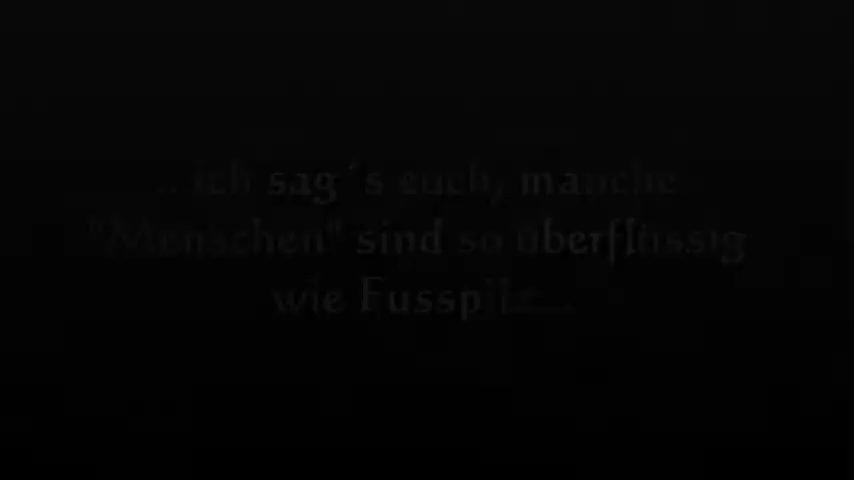 ...ich sag´s euch, manche
"Menschen" sind so überflüssig
wie Fusspilz...